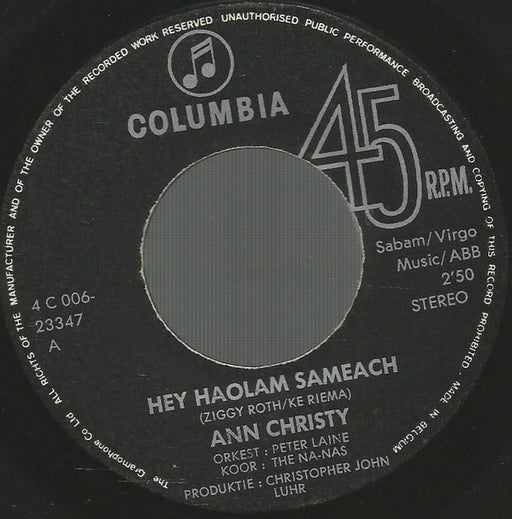 ALL RIGHTS OF THE MANUFACTURER AND OF THE OWNER OF THE RECORDED WORK RESERVED UNAUTHORISED PUBLIC PERFORMANCE BROADCASTING AND COPYING OF THIS RECORD PROHIBITED · MADE IN BELGIUM
COLUMBIA
45
R.P.M.
Sabam/Virgo
Music/ABB
2'50
STEREO
4 C 006-
23347
A
HEY HAOLAM SAMEACH
(ZIGGY ROTH/KE RIEMA)
ANN CHRISTY
ORKEST : PETER LAINE
KOOR : THE NA-NAS
PRODUKTIE : CHRISTOPHER JOHN
LUHR
The Gramophone Co Ltd